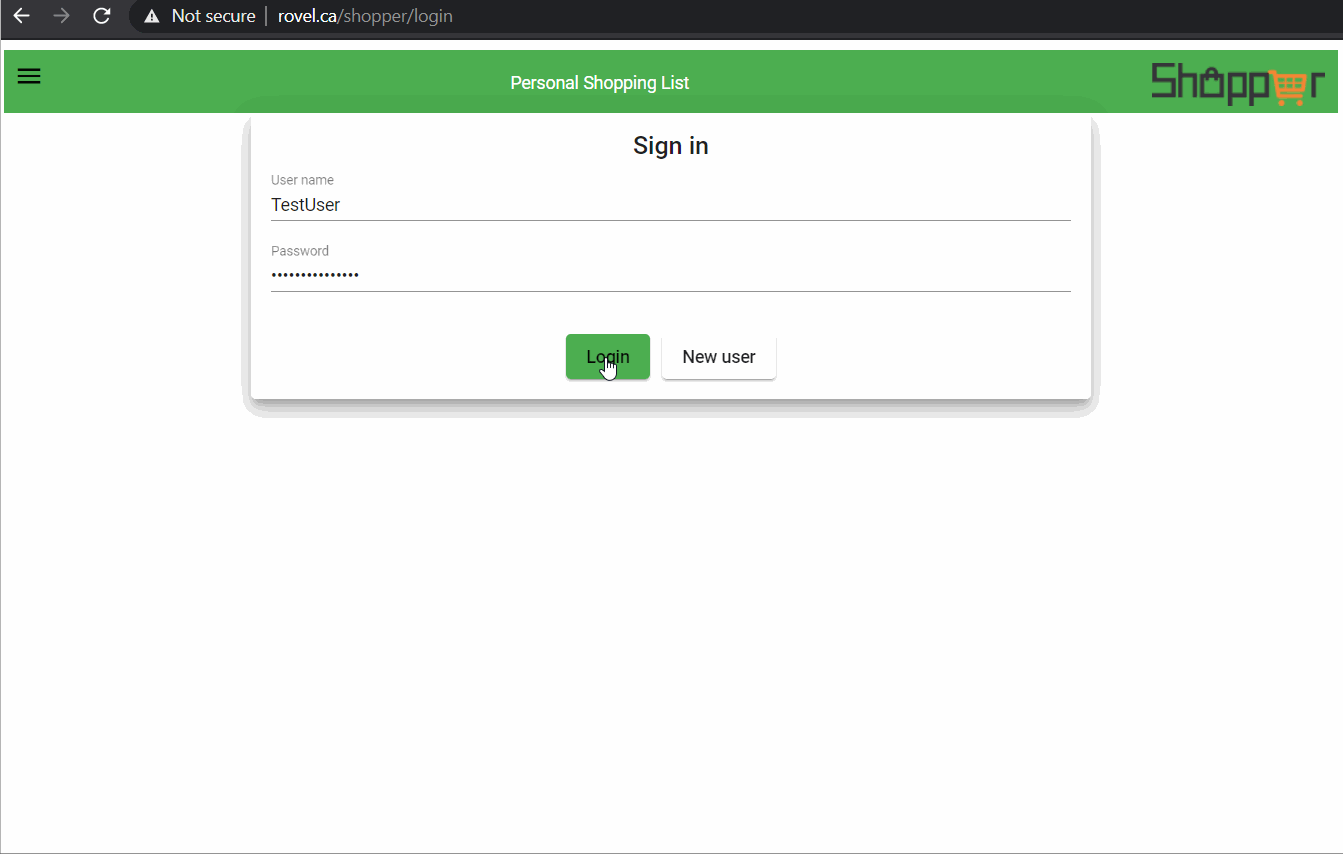 Not secure | rovel.ca/shopper/login
Personal Shopping List
Shopper
Sign in
User name
TestUser
Password
•••••••••••••••
Login New user